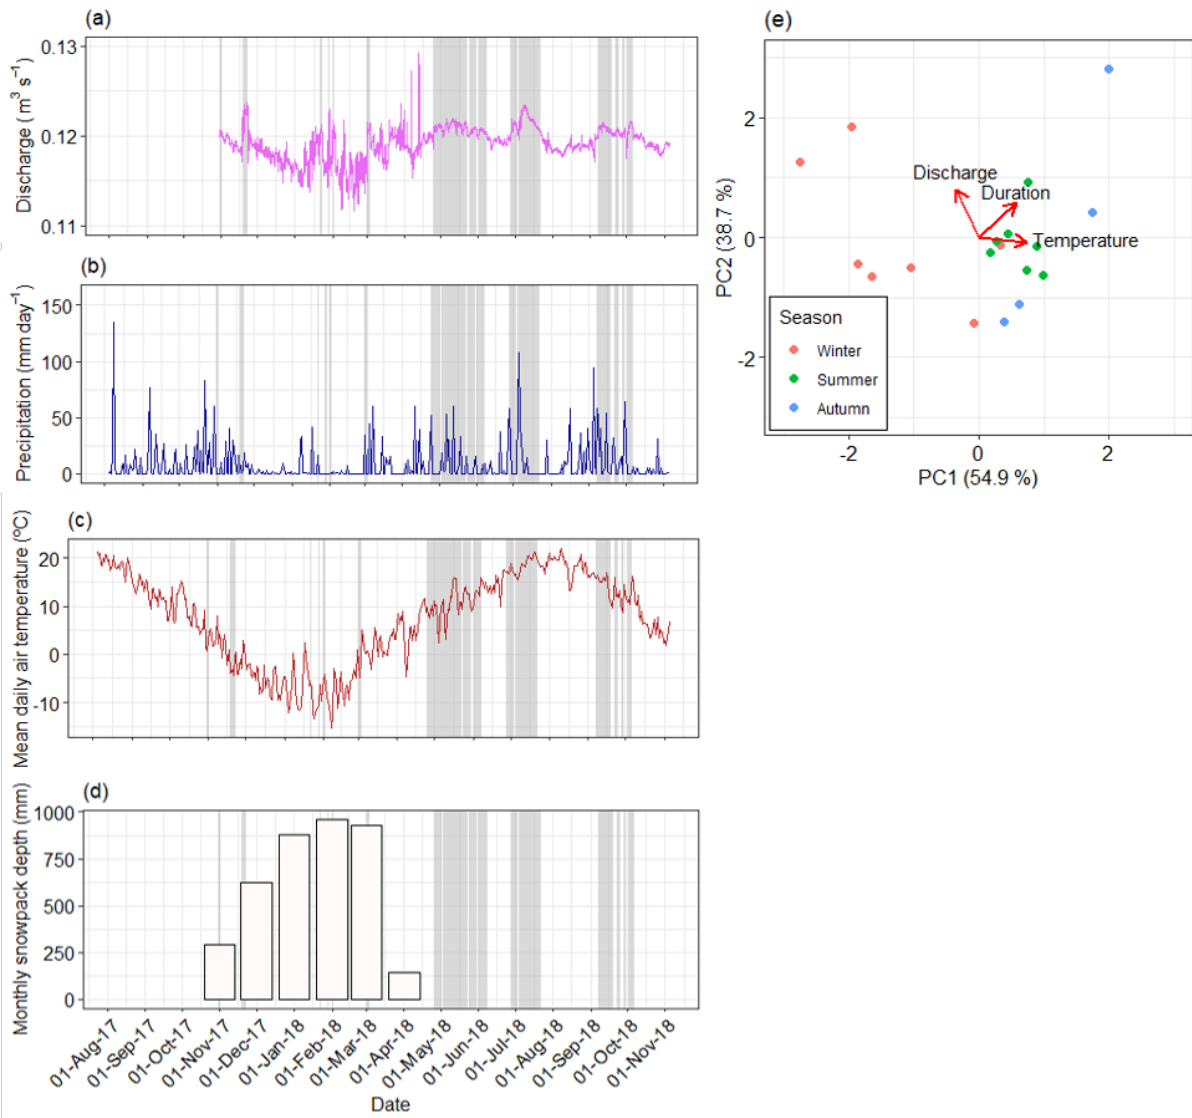 (a)
0.13
0.12
0.11
Discharge ( m³ s⁻¹)
(b)
150
100
50
0
Precipitation (mm day⁻¹)
(c)
20
10
0
-10
Mean daily air temperature (ºC)
(d)
1000
750
500
250
0
Monthly snowpack depth (mm)
01-Aug-17
01-Sep-17
01-Oct-17
01-Nov-17
01-Dec-17
01-Jan-18
01-Feb-18
01-Mar-18
01-Apr-18
01-May-18
01-Jun-18
01-Jul-18
01-Aug-18
01-Sep-18
01-Oct-18
01-Nov-18
Date
(e)
2
0
-2
PC2 (38.7 %)
Discharge
Duration
Temperature
Season
Winter
Summer
Autumn
-2
0
2
PC1 (54.9 %)